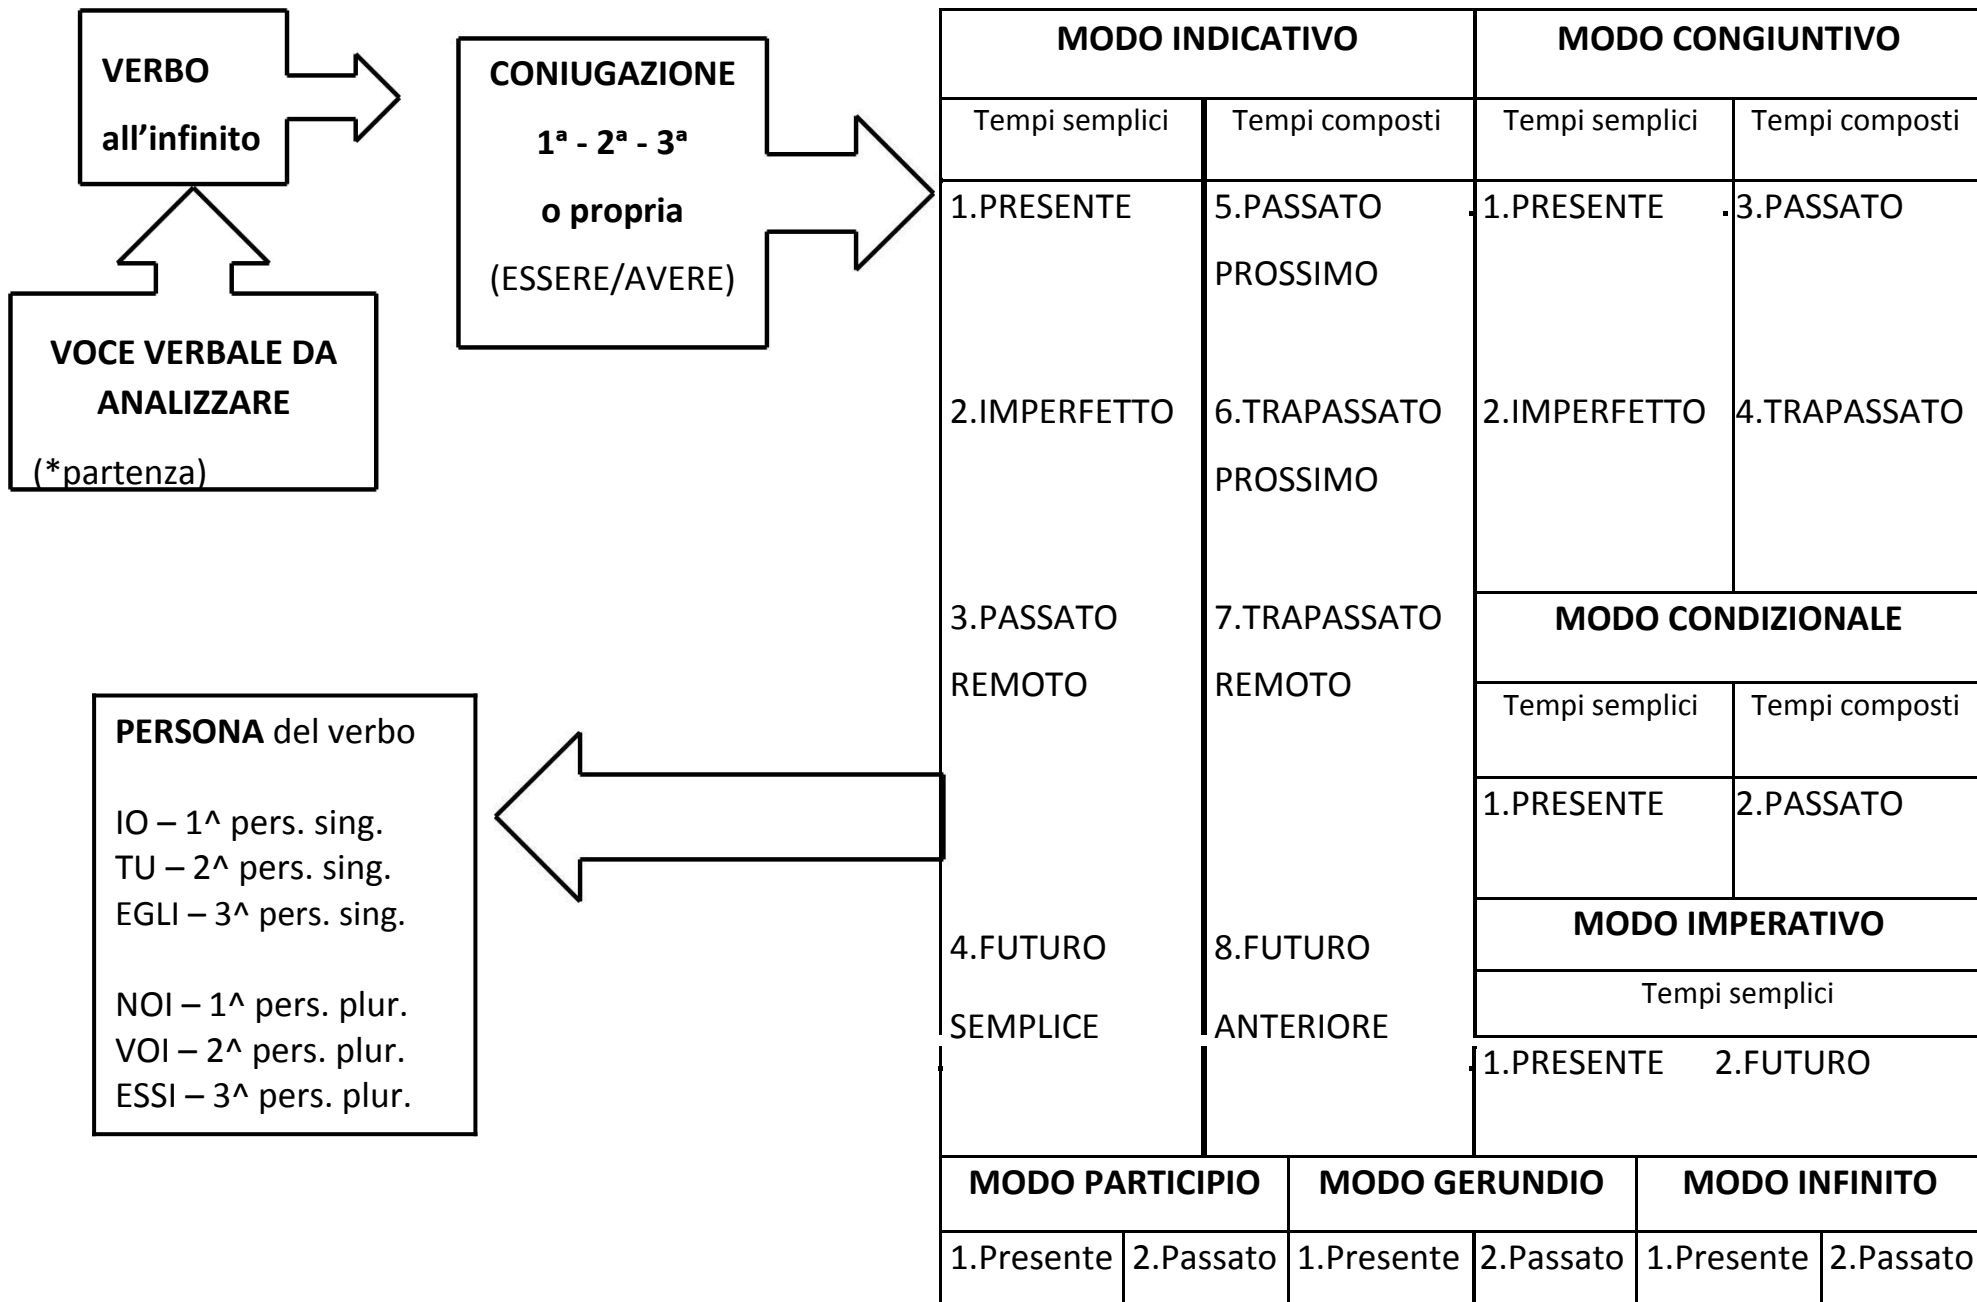 VERBO
all’infinito
VOCE VERBALE DA
ANALIZZARE
(*partenza)
CONIUGAZIONE
1ª - 2ª - 3ª
o propria
(ESSERE/AVERE)
MODO INDICATIVO
Tempi semplici
Tempi composti
1.PRESENTE
5.PASSATO
PROSSIMO
2.IMPERFETTO
6.TRAPASSATO
PROSSIMO
3.PASSATO
REMOTO
7.TRAPASSATO
REMOTO
4.FUTURO
SEMPLICE
8.FUTURO
ANTERIORE
MODO CONGIUNTIVO
Tempi semplici
Tempi composti
1.PRESENTE
3.PASSATO
2.IMPERFETTO
4.TRAPASSATO
MODO CONDIZIONALE
Tempi semplici
Tempi composti
1.PRESENTE
2.PASSATO
MODO IMPERATIVO
Tempi semplici
1.PRESENTE 2.FUTURO
MODO PARTICIPIO
MODO GERUNDIO
MODO INFINITO
1.Presente
2.Passato
1.Presente
2.Passato
1.Presente
2.Passato
PERSONA del verbo
IO – 1^ pers. sing.
TU – 2^ pers. sing.
EGLI – 3^ pers. sing.
NOI – 1^ pers. plur.
VOI – 2^ pers. plur.
ESSI – 3^ pers. plur.